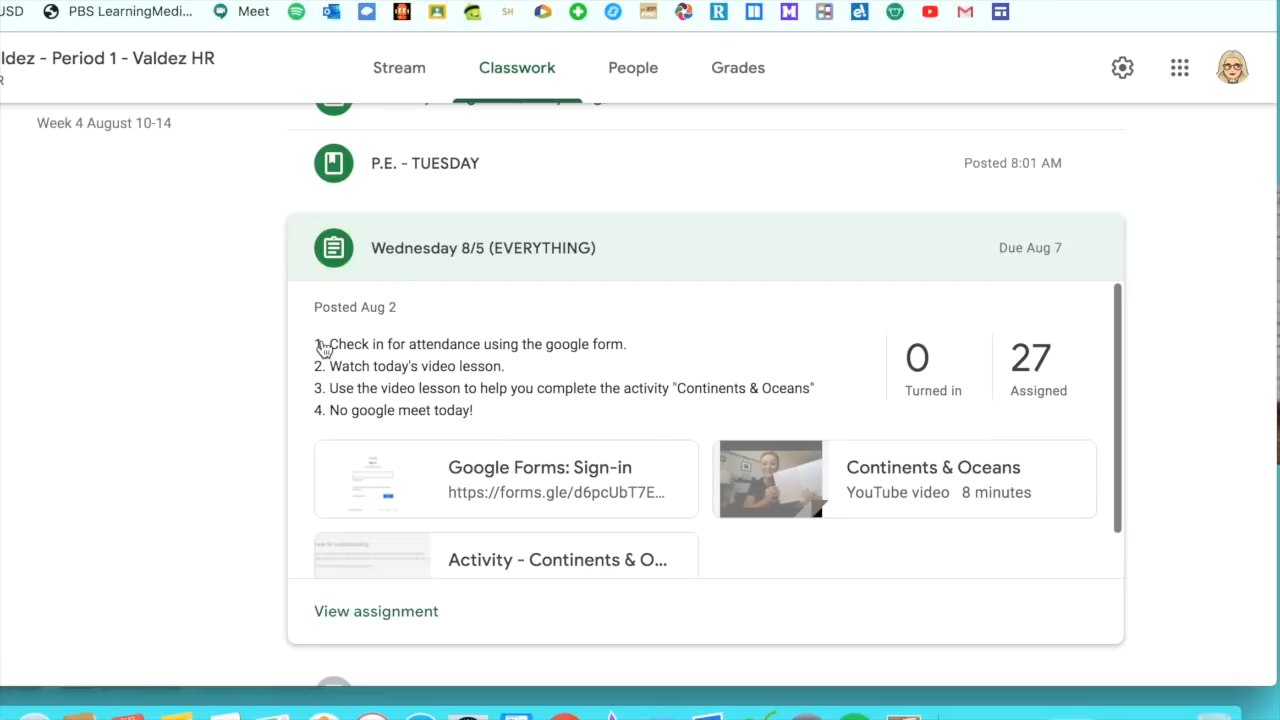 USD
PBS LearningMedi...
Meet
SH
R
M
ldez - Period 1 - Valdez HR
R
Stream
Classwork
People
Grades
Week 4 August 10-14
P.E. - TUESDAY
Posted 8:01 AM
Wednesday 8/5 (EVERYTHING)
Due Aug 7
Posted Aug 2
1. Check in for attendance using the google form.
2. Watch today's video lesson.
3. Use the video lesson to help you complete the activity "Continents & Oceans"
4. No google meet today!
0
Turned in
27
Assigned
Google Forms: Sign-in
https://forms.gle/d6pcUbT7E...
Continents & Oceans
YouTube video 8 minutes
Activity - Continents & O...
View assignment